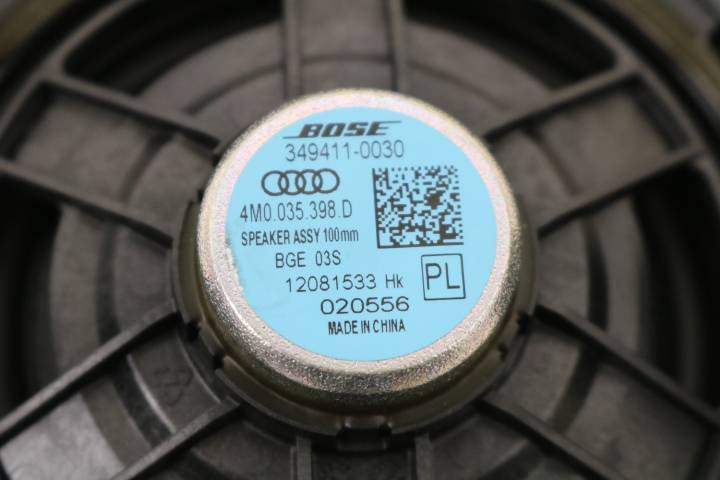 BOSE
349411-0030
4M0.035.398.D
SPEAKER ASSY 100mm
BGE 03S
PL
12081533 Hk
020556
MADE IN CHINA